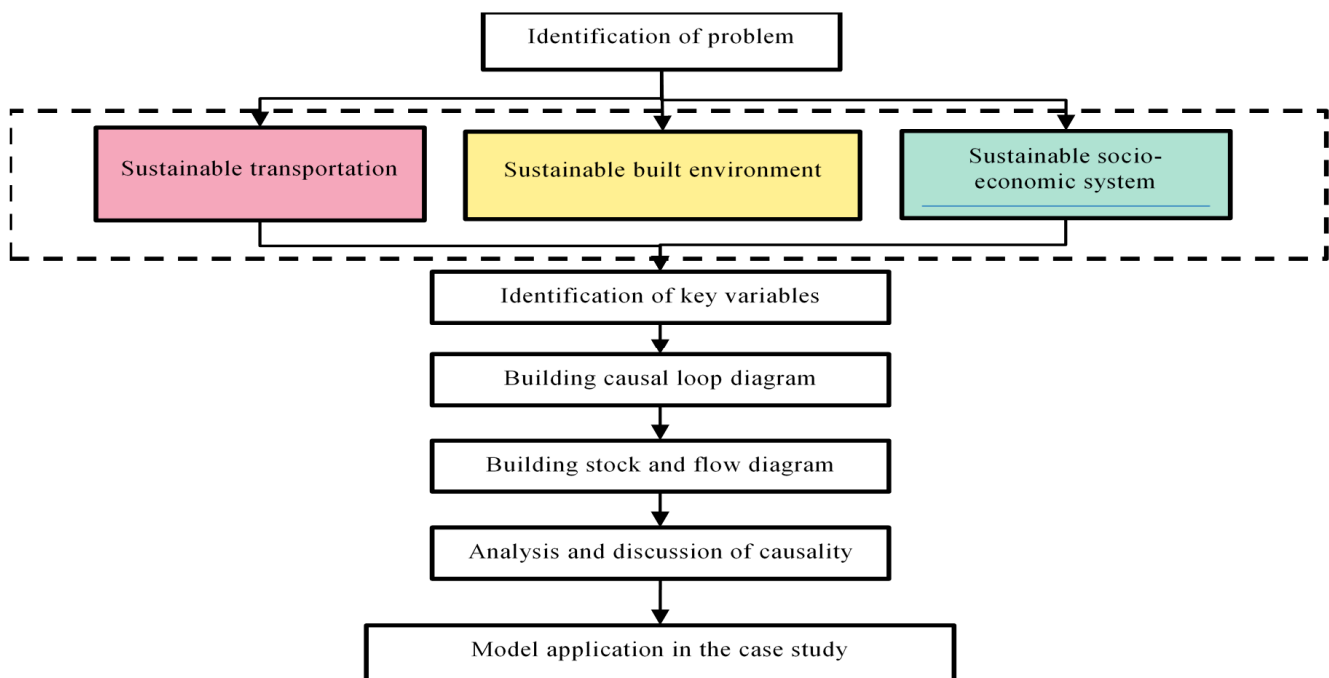 Identification of problem
Sustainable transportation
Sustainable built environment
Sustainable socio-
economic system
Identification of key variables
Building causal loop diagram
Building stock and flow diagram
Analysis and discussion of causality
Model application in the case study